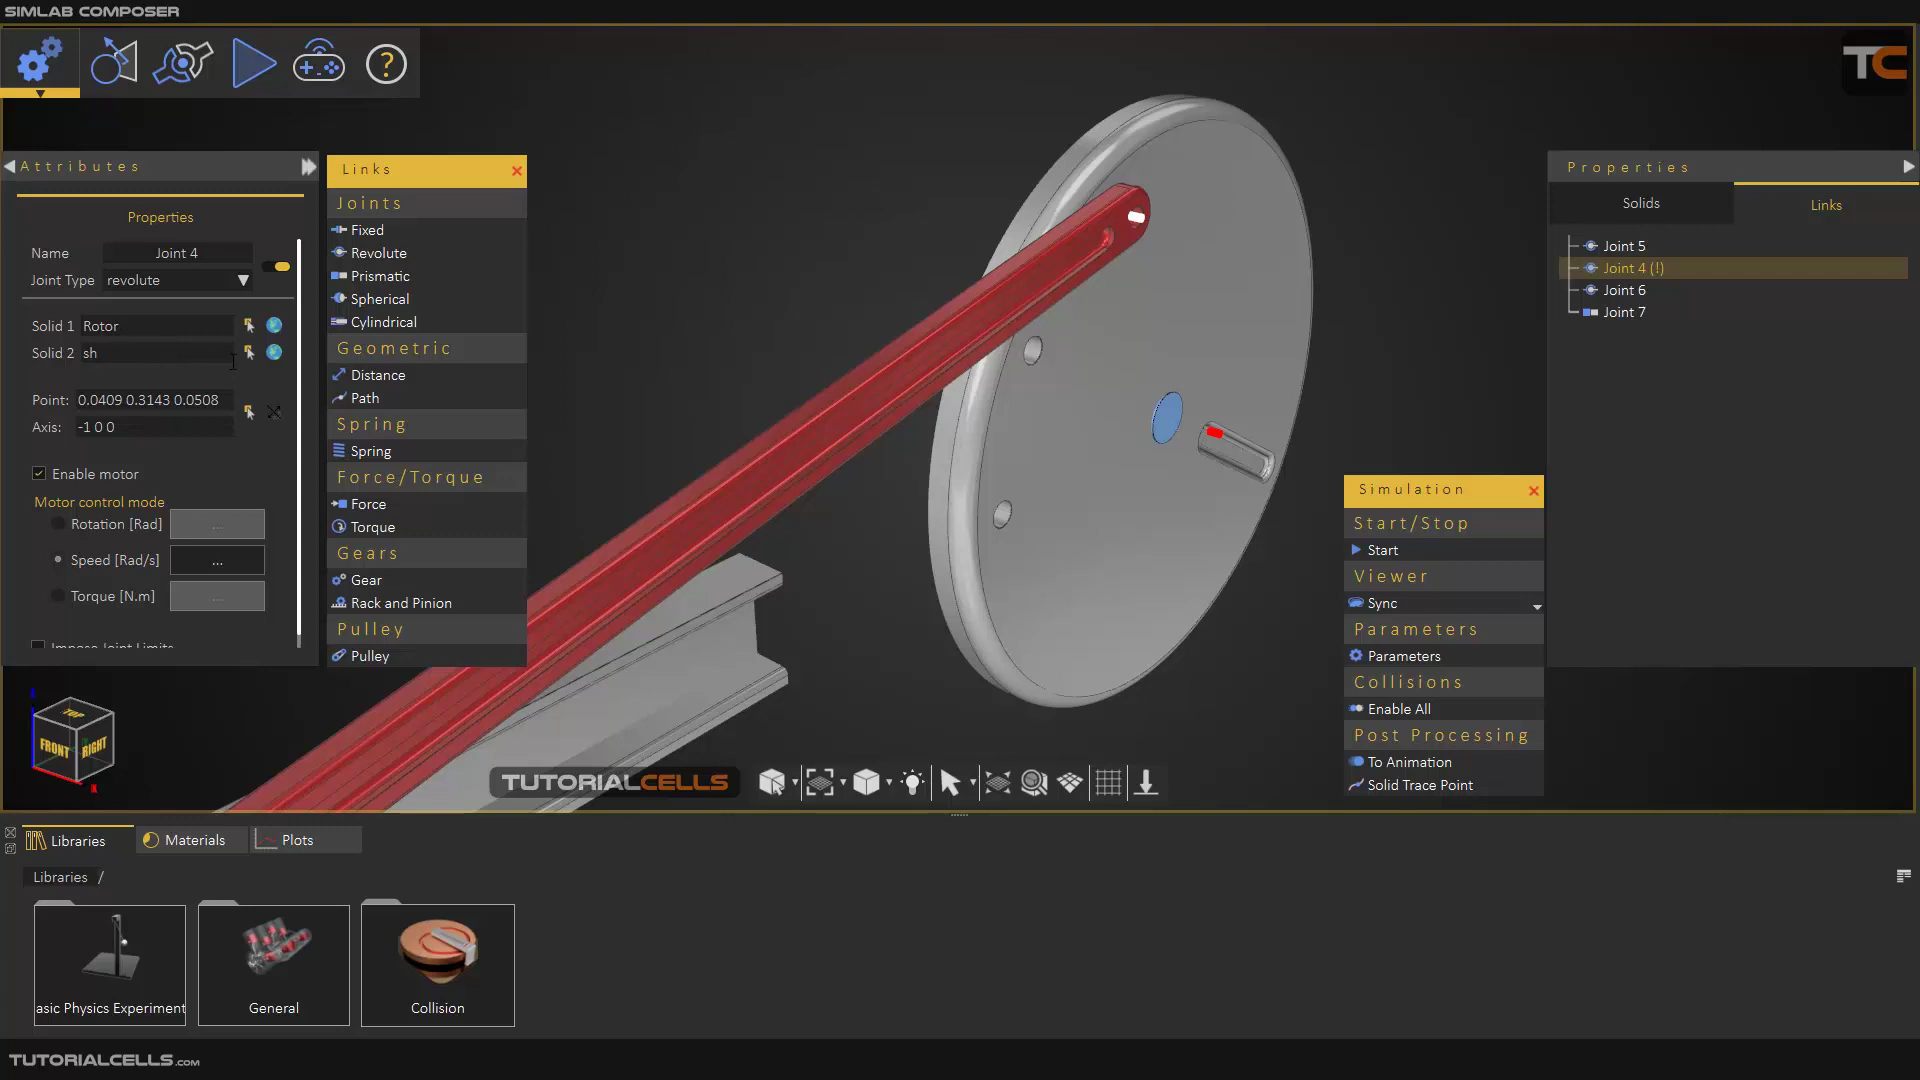 SIMLAB COMPOSER
TC
Attributes
Properties
Name
Joint 4
Joint Type
revolute
Solid 1
Rotor
Solid 2
sh
Point:
0.0409 0.3143 0.0508
Axis:
-1 0 0
Enable motor
Motor control mode
Rotation [Rad]
...
Speed [Rad/s]
...
Torque [N.m]
...
Impose Joint Limits
Links
Joints
Fixed
Revolute
Prismatic
Spherical
Cylindrical
Geometric
Distance
Path
Spring
Spring
Force/Torque
Force
Torque
Gears
Gear
Rack and Pinion
Pulley
Pulley
Properties
Solids
Links
Joint 5
Joint 4 (!)
Joint 6
Joint 7
Simulation
Start/Stop
Start
Viewer
Sync
Parameters
Parameters
Collisions
Enable All
Post Processing
To Animation
Solid Trace Point
TOP
FRONT
RIGHT
TUTORIALCELLS
Libraries
Materials
Plots
Libraries /
asic Physics Experiment
General
Collision
TUTORIALCELLS.COM